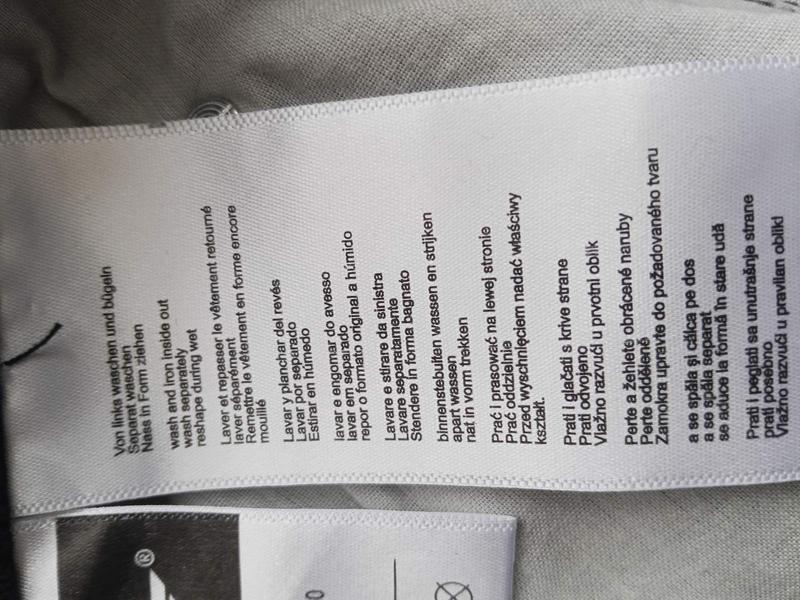 Von links waschen und bügeln
Separat waschen
Nass in Form ziehen
wash and iron inside out
wash separately
reshape during wet
Laver et repasser le vêtement retourné
laver séparément
Remettre le vêtement en forme encore
mouillé
Lavar y planchar del revés
Lavar por separado
Estirar en húmedo
lavar e engomar do avesso
lavar em separado
repor o formato original a húmido
Lavare e stirare da sinistra
Lavare separatamente
Stendere in forma bagnato
binnenstebuiten wassen en strijken
apart wassen
nat in vorm trekken
Prać i prasować na lewej stronie
Prać oddzielnie
Przed wyschnięciem nadać właściwy
kształt.
Prati i glačati s krive strane
Prati odvojeno
Vlažno razvući u prvotni oblik
Perte a žehlete obrácené naruby
Perte odděleně
Zamokra upravte do požadovaného tvaru
a se spăla şi călca pe dos
a se spăla separat
se aduce la formă în stare udă
Prati i peglati sa unutrašnje strane
prati posebno
Vlažno razvući u pravilan oblik!
®
0